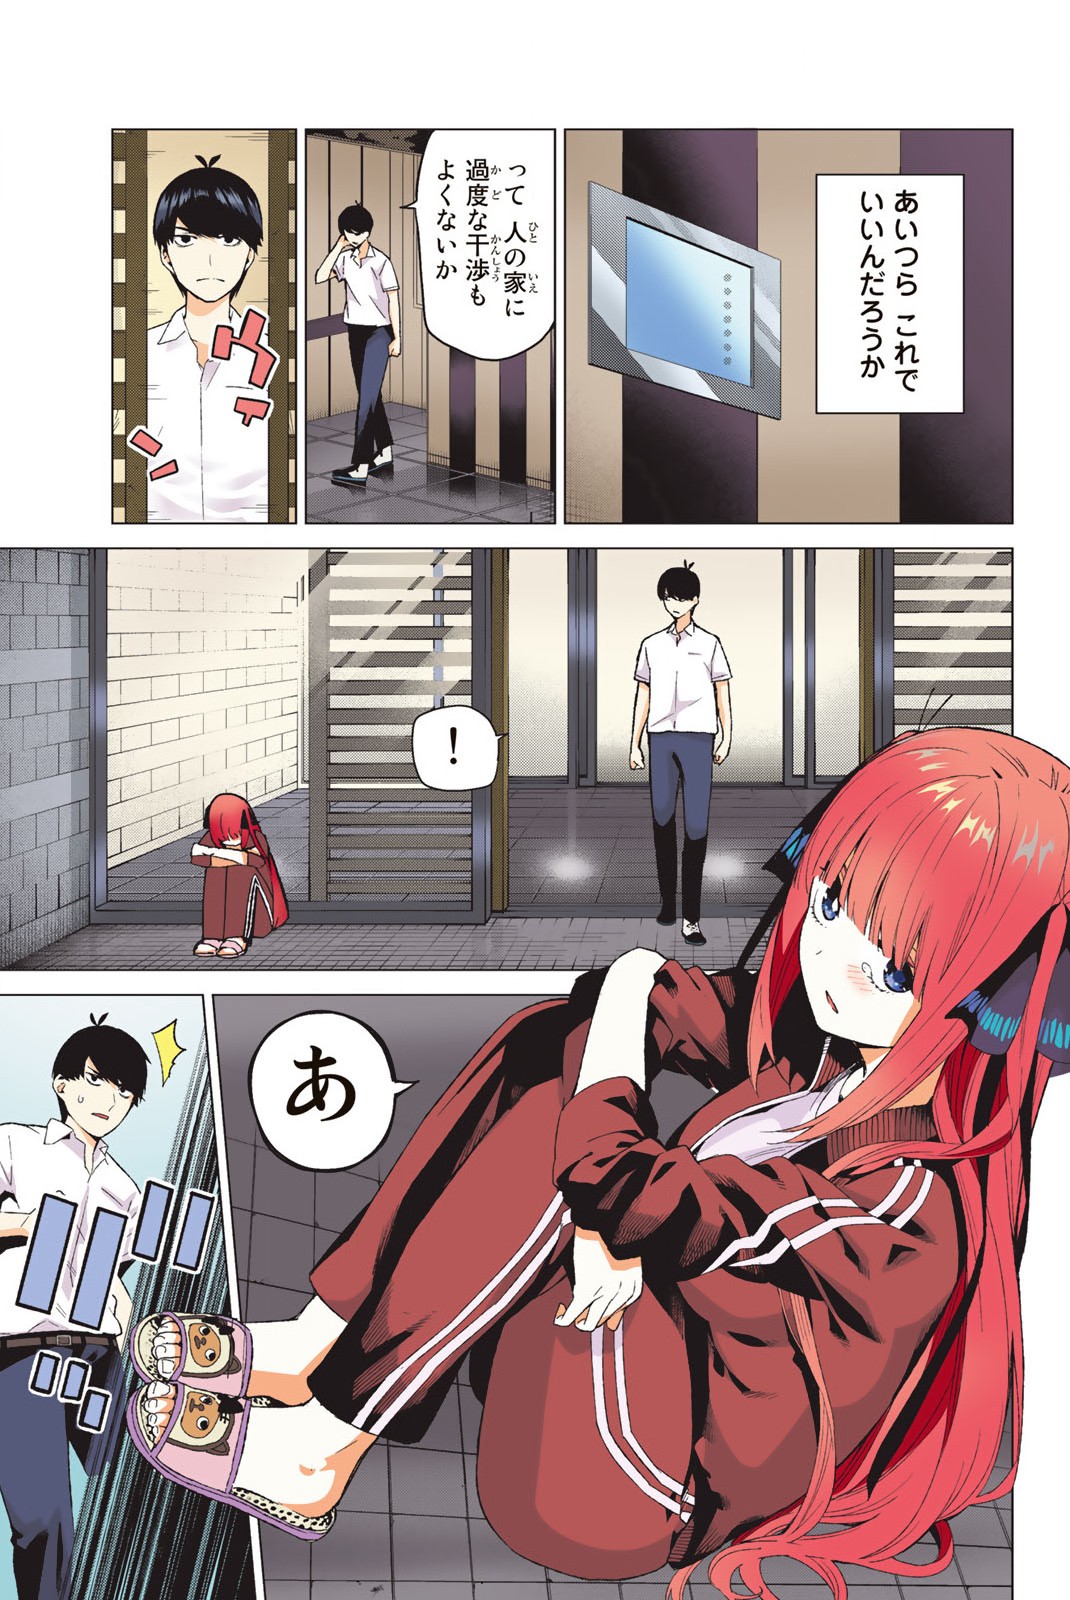 あいつら これで
いいんだろうか
って 人の家に
過度な干渉も
よくないか
ウィ
ーン
！
あ